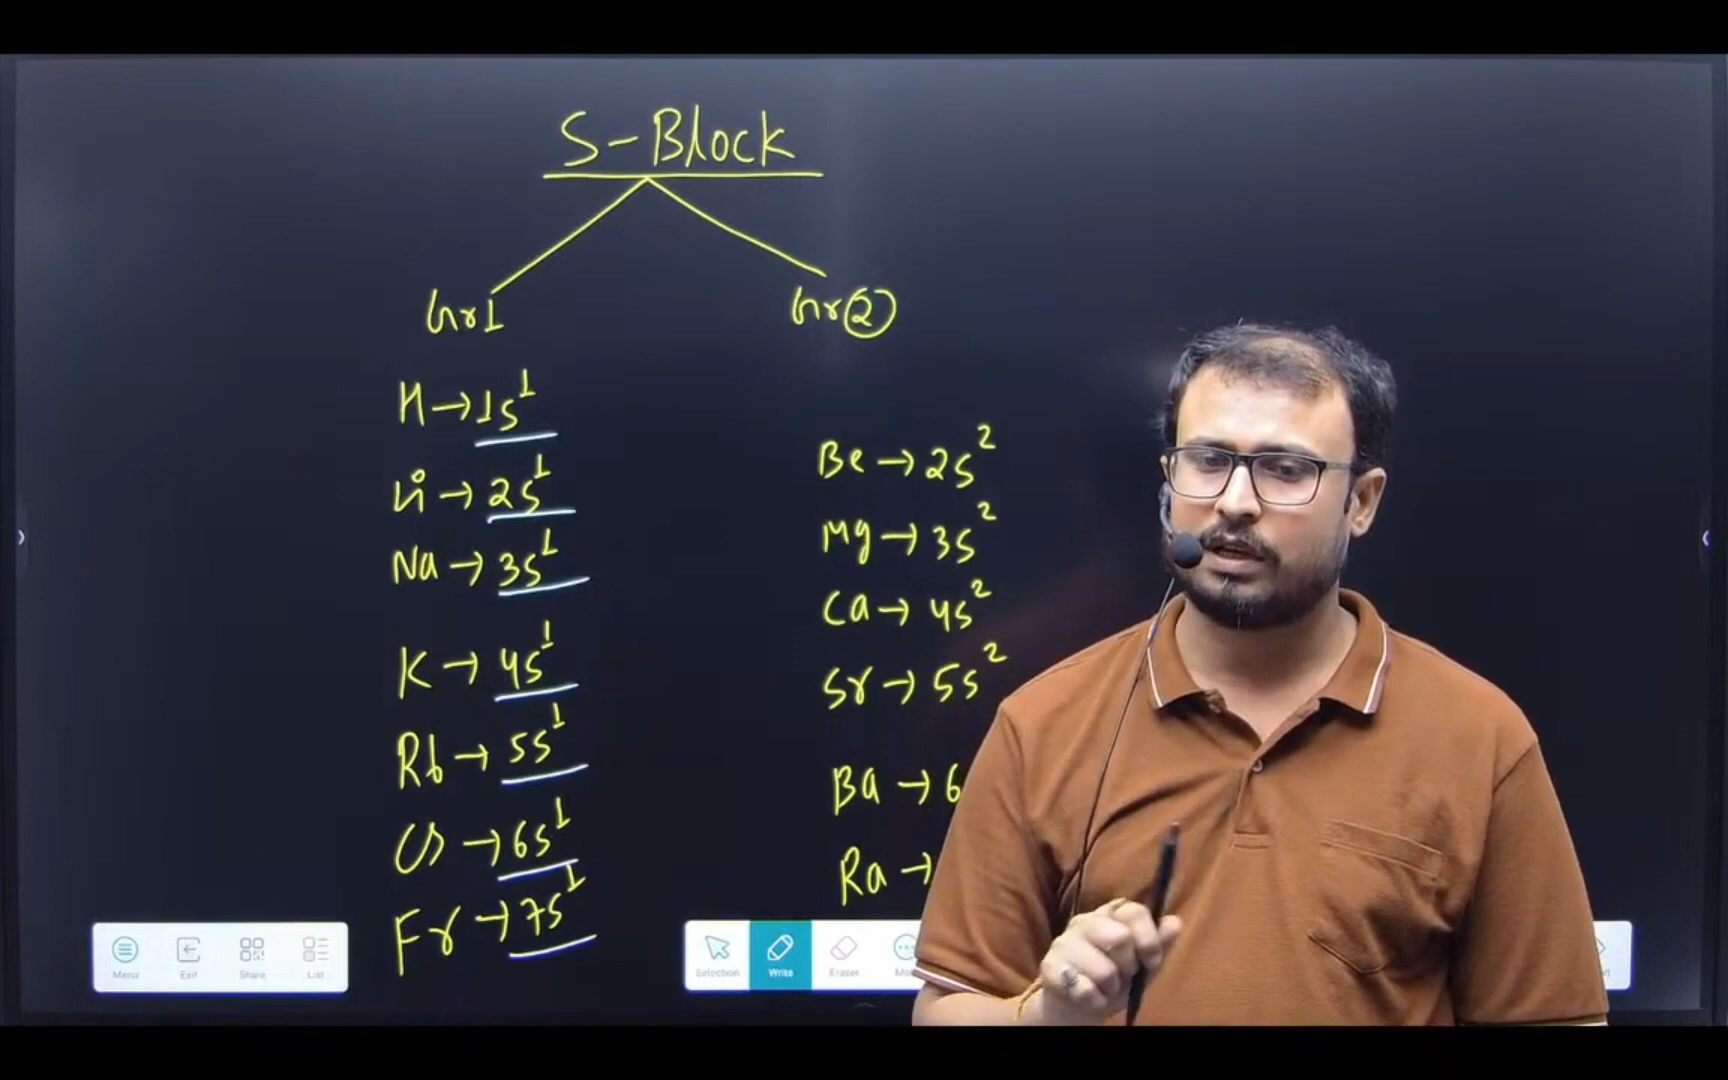 S-Block
Gr1
Gr②
H→1s¹
Li→2s¹
Na→3s¹
K→4s¹
Rb→5s¹
Cs→6s¹
Fr→7s¹
Be→2s²
Mg→3s²
Ca→4s²
Sr→5s²
Ba→6
Ra→
Menu
Exit
Share
List
Selection
Write
Eraser